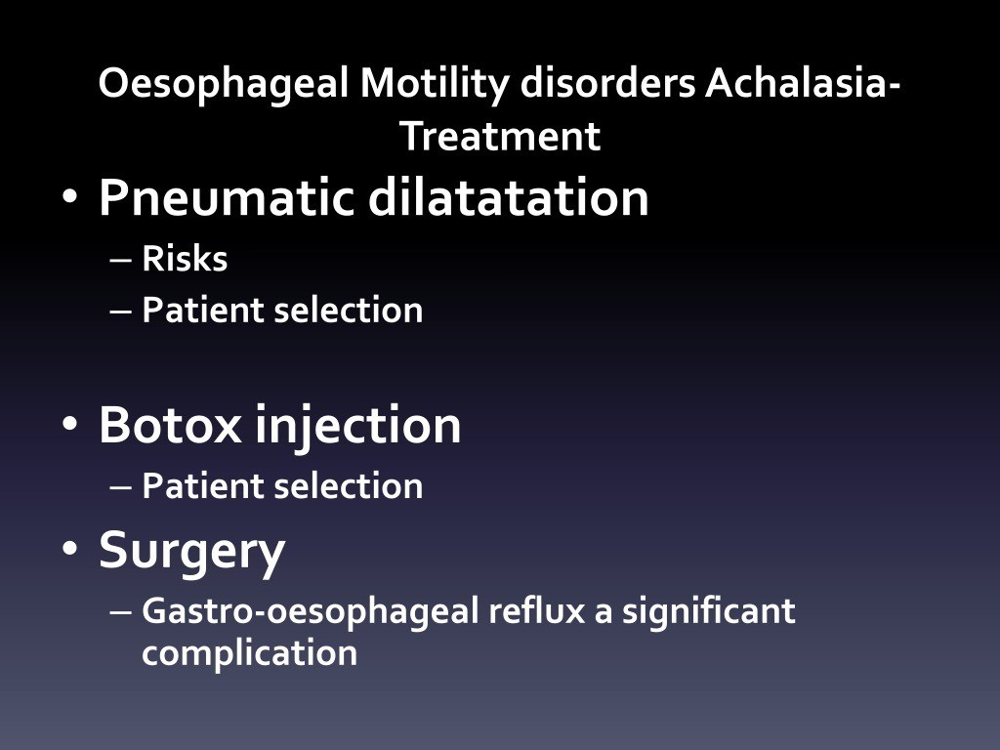 Oesophageal Motility disorders Achalasia-
Treatment
• Pneumatic dilatatation
– Risks
– Patient selection
• Botox injection
– Patient selection
• Surgery
– Gastro-oesophageal reflux a significant
complication